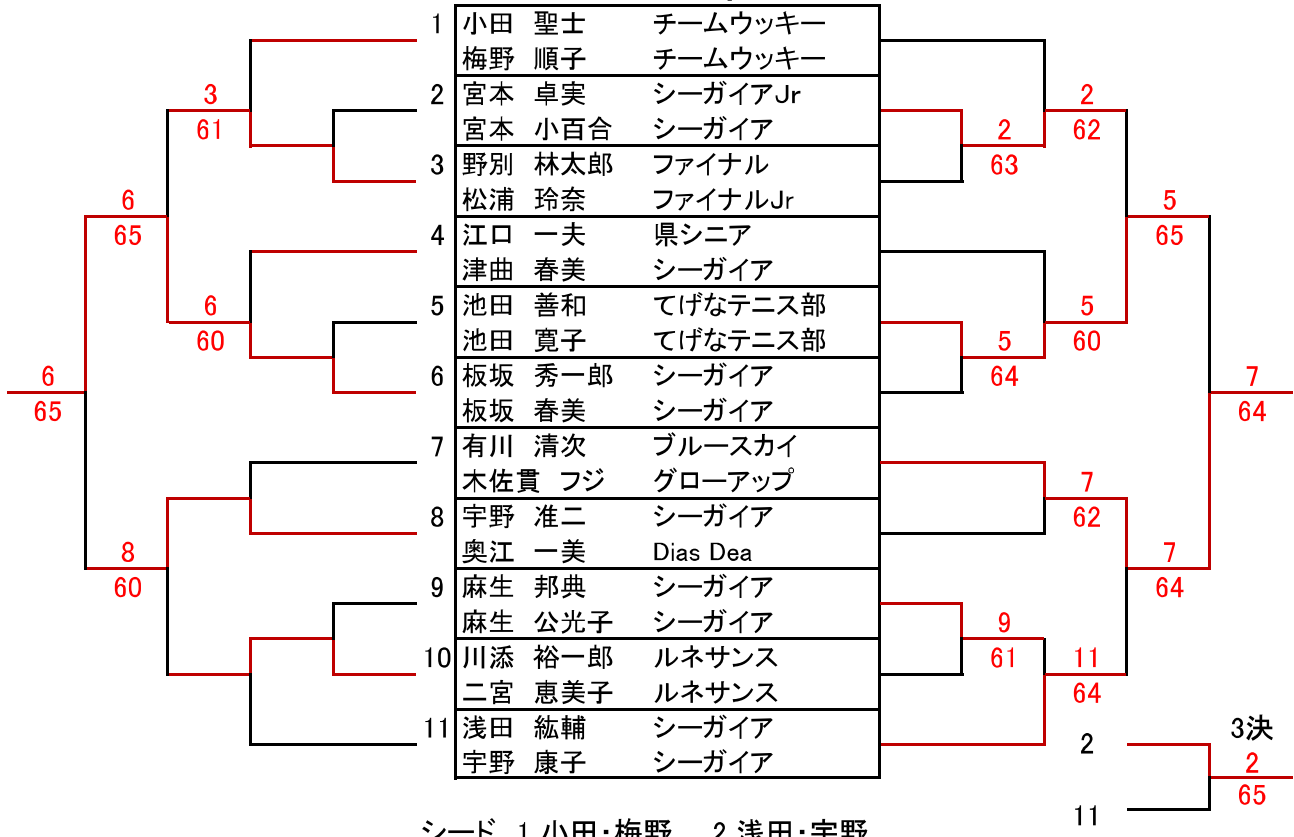 1 小田 聖士 チームウッキー
梅野 順子 チームウッキー
2 宮本 卓実 シーガイアJr
宮本 小百合 シーガイア
3 野別 林太郎 ファイナル
松浦 玲奈 ファイナルJr
4 江口 一夫 県シニア
津曲 春美 シーガイア
5 池田 善和 てげなテニス部
池田 寛子 てげなテニス部
6 板坂 秀一郎 シーガイア
板坂 春美 シーガイア
7 有川 清次 ブルースカイ
木佐貫 フジ グローアップ
8 宇野 准二 シーガイア
奥江 一美 Dias Dea
9 麻生 邦典 シーガイア
麻生 公光子 シーガイア
10 川添 裕一郎 ルネサンス
二宮 恵美子 ルネサンス
11 浅田 紘輔 シーガイア
宇野 康子 シーガイア
3
61
6
65
6
60
6
65
8
60
2
63
2
62
5
65
5
64
5
60
7
64
7
62
7
64
9
61
11
64
2
11
3決
2
65
シード 1 小田・梅野 2 浅田・宇野